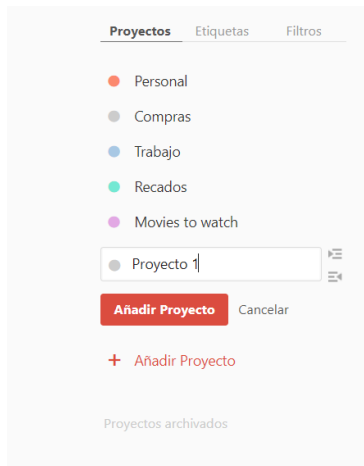 Proyectos Etiquetas Filtros
Personal
Compras
Trabajo
Recados
Movies to watch
Proyecto 1
Añadir Proyecto Cancelar
+ Añadir Proyecto
Proyectos archivados